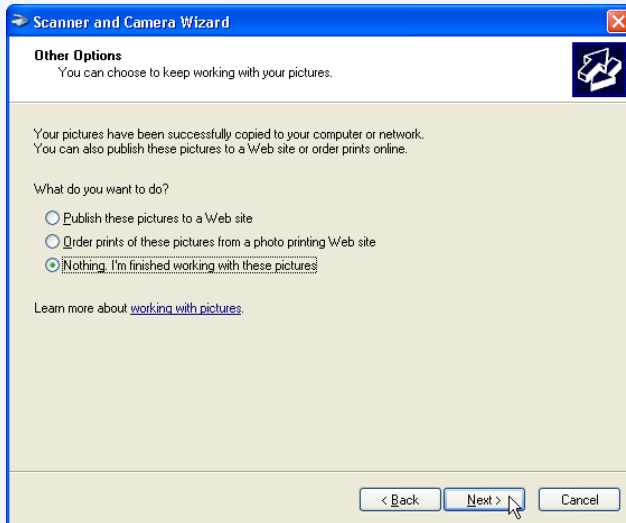 Scanner and Camera Wizard
Other Options
You can choose to keep working with your pictures.
Your pictures have been successfully copied to your computer or network.
You can also publish these pictures to a Web site or order prints online.
What do you want to do?
Publish these pictures to a Web site
Order prints of these pictures from a photo printing Web site
Nothing. I'm finished working with these pictures
Learn more about working with pictures.
< Back Next > Cancel